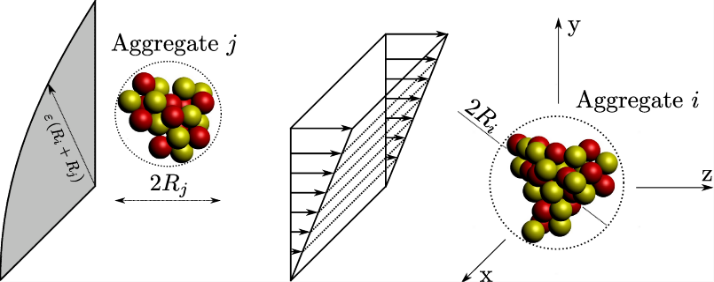 Aggregate j
ε(Ri + Rj)
2Rj
y
Aggregate i
2Ri
z
x